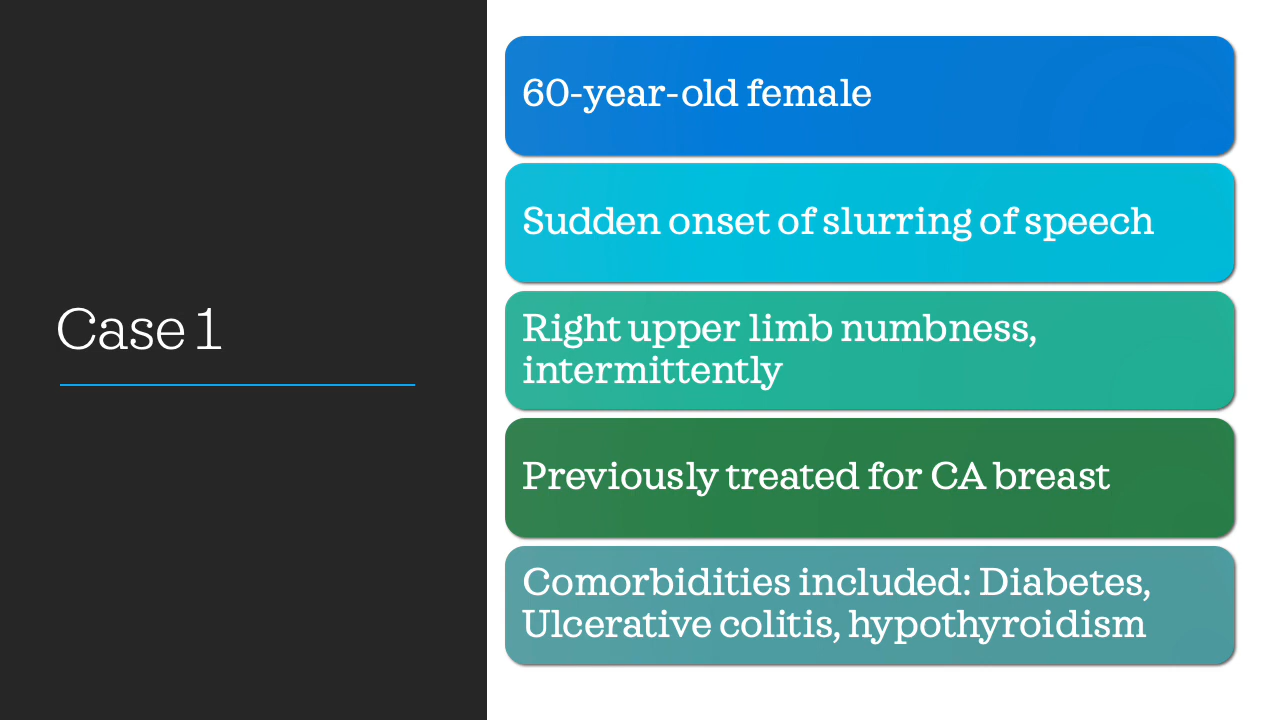 Case 1
60-year-old female
Sudden onset of slurring of speech
Right upper limb numbness,
intermittently
Previously treated for CA breast
Comorbidities included: Diabetes,
Ulcerative colitis, hypothyroidism